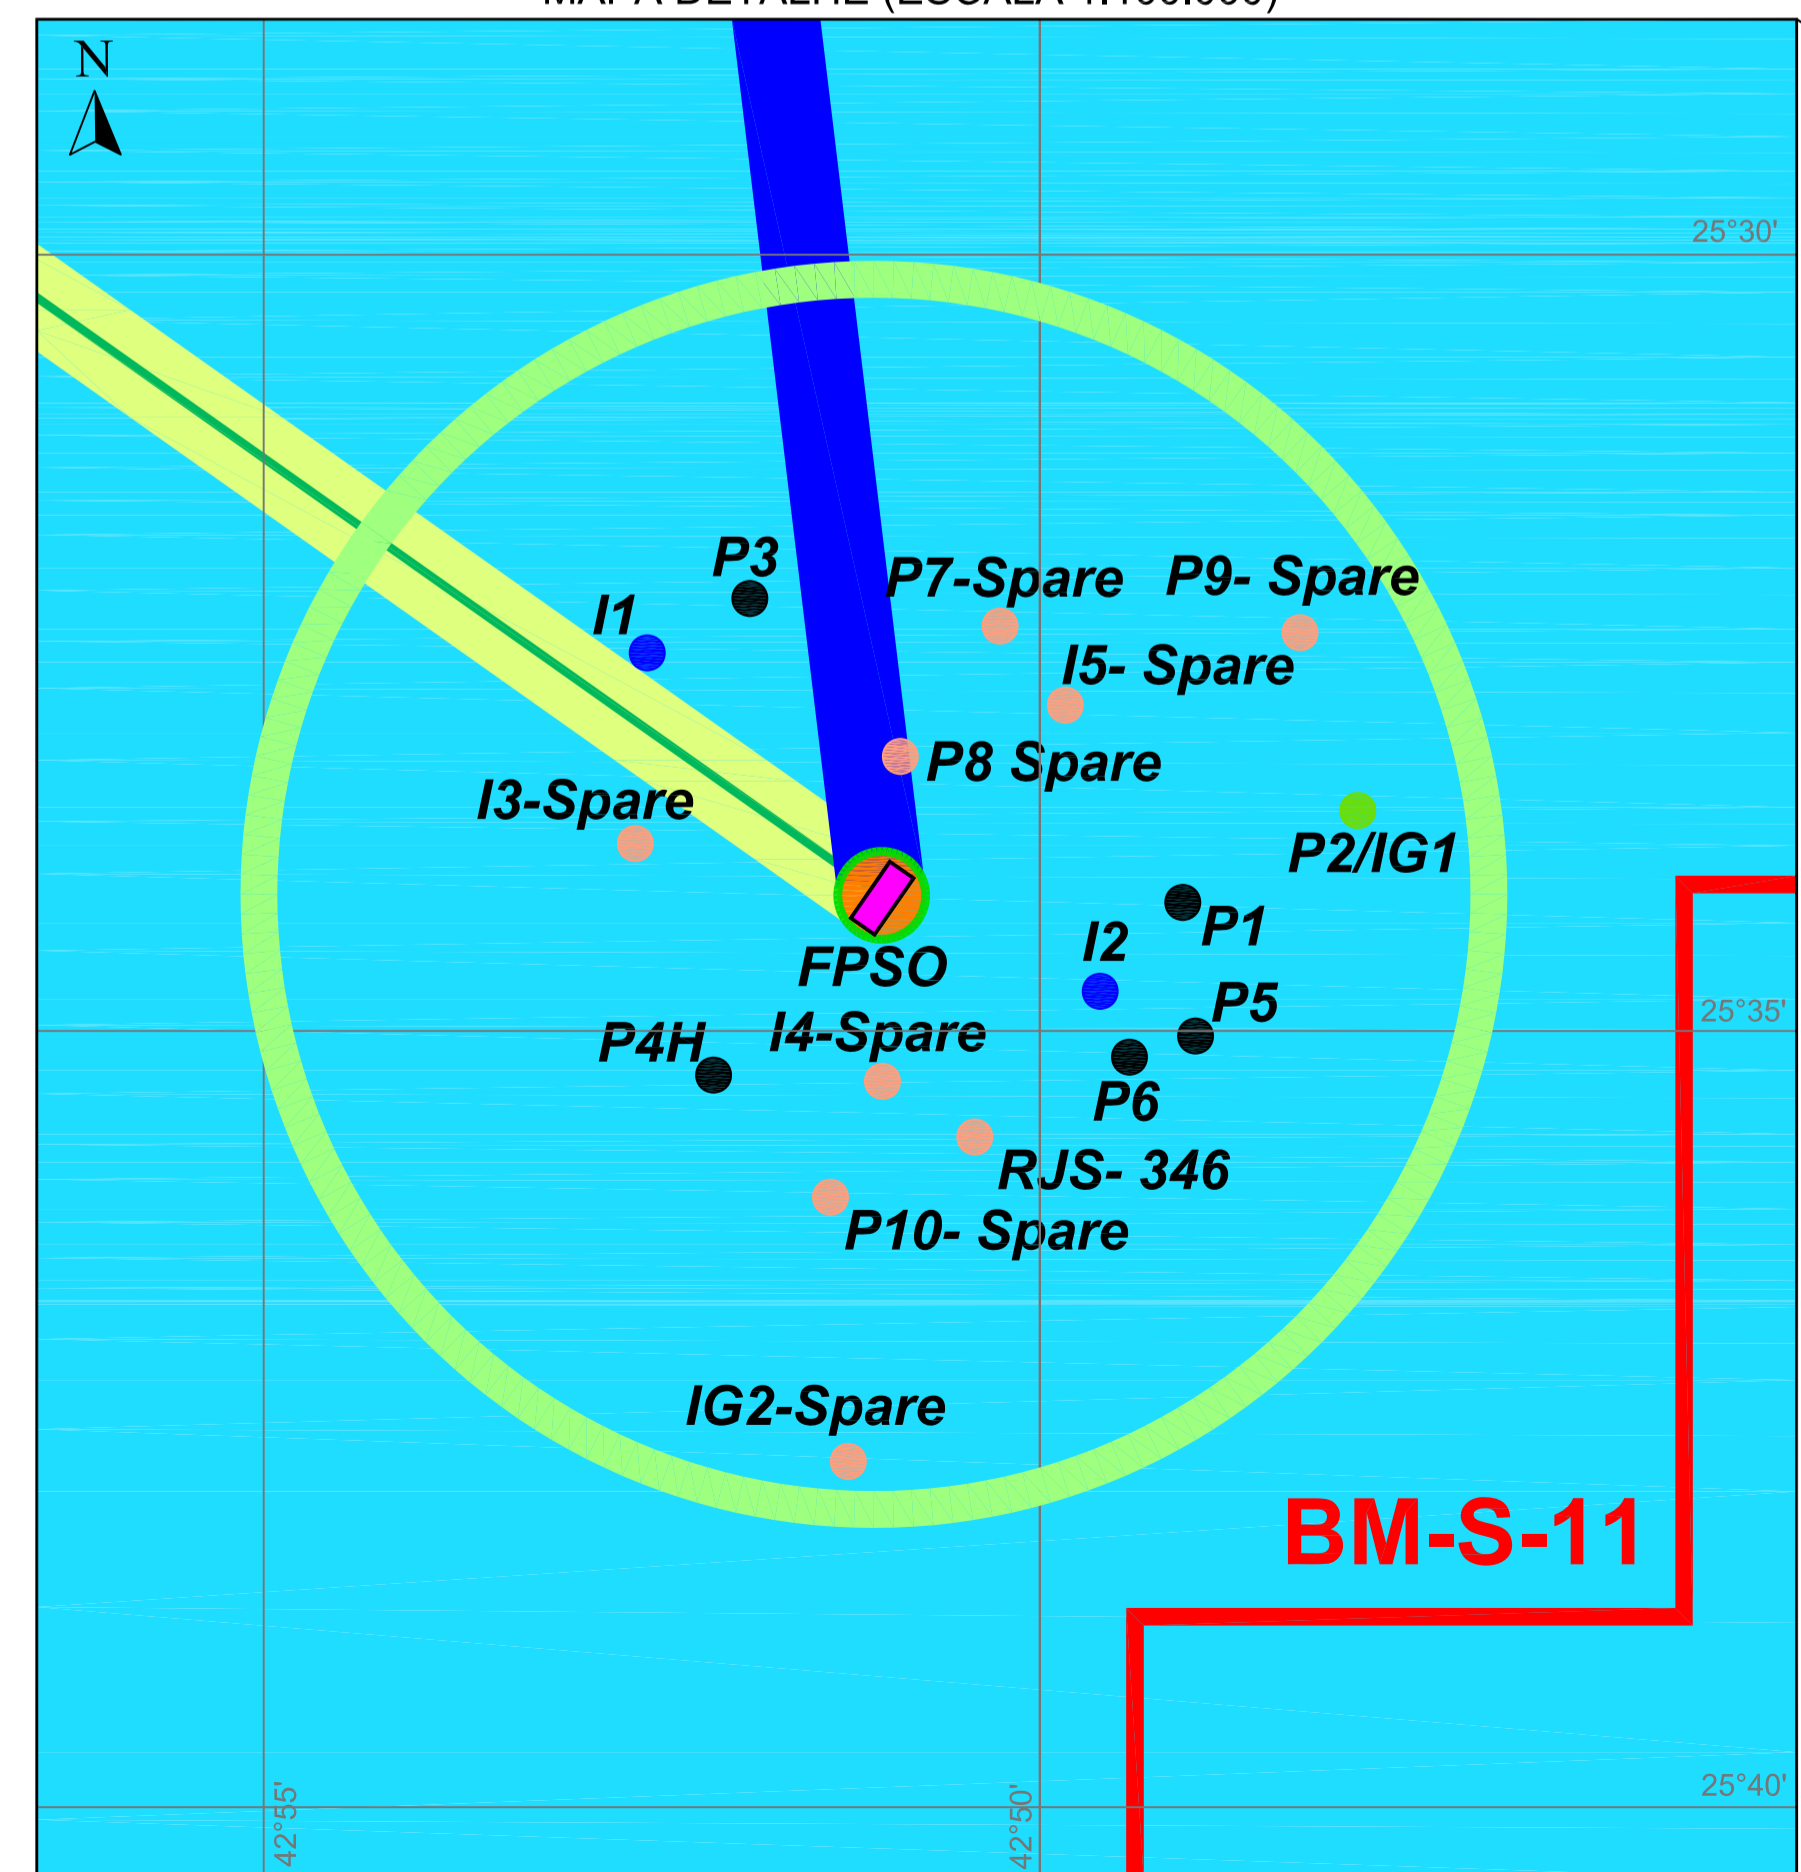 N
25°30'
P3
P7-Spare
P9- Spare
I1
I5- Spare
P8 Spare
I3-Spare
P2/IG1
P1
I2
FPSO
P5
25°35'
I4-Spare
P4H
P6
RJS- 346
P10- Spare
IG2-Spare
BM-S-11
25°40'
42°55'
42°50'